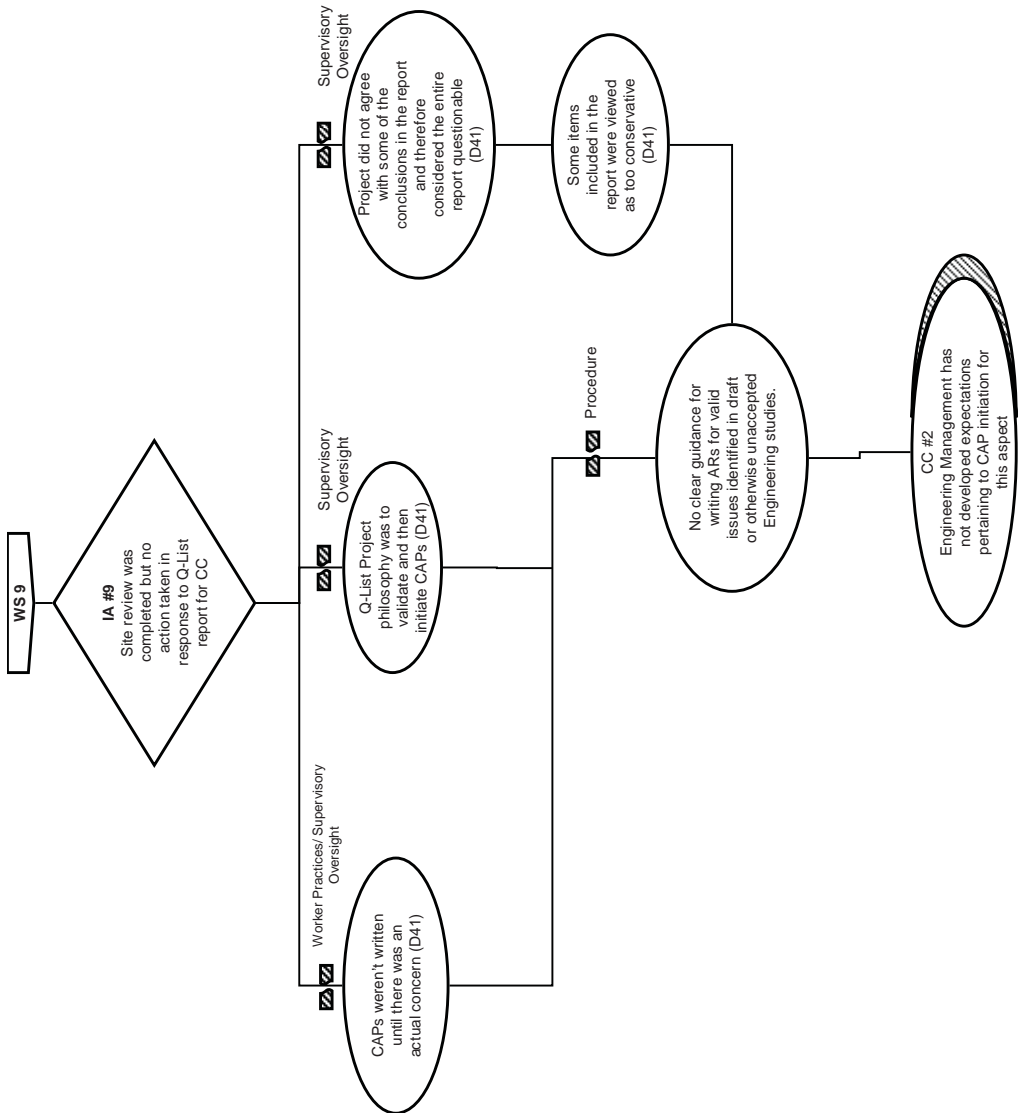 WS 9
IA #9
Site review was
completed but no
action taken in
response to Q-List
report for CC
Worker Practices/ Supervisory
Oversight
CAPs weren't written
until there was an
actual concern (D41)
Supervisory
Oversight
Q-List Project
philosophy was to
validate and then
initiate CAPs (D41)
Supervisory
Oversight
Project did not agree
with some of the
conclusions in the report
and therefore
considered the entire
report questionable
(D41)
Some items
included in the
report were viewed
as too conservative
(D41)
Procedure
No clear guidance for
writing ARs for valid
issues identified in draft
or otherwise unaccepted
Engineering studies.
CC #2
Engineering Management has
not developed expectations
pertaining to CAP initiation for
this aspect